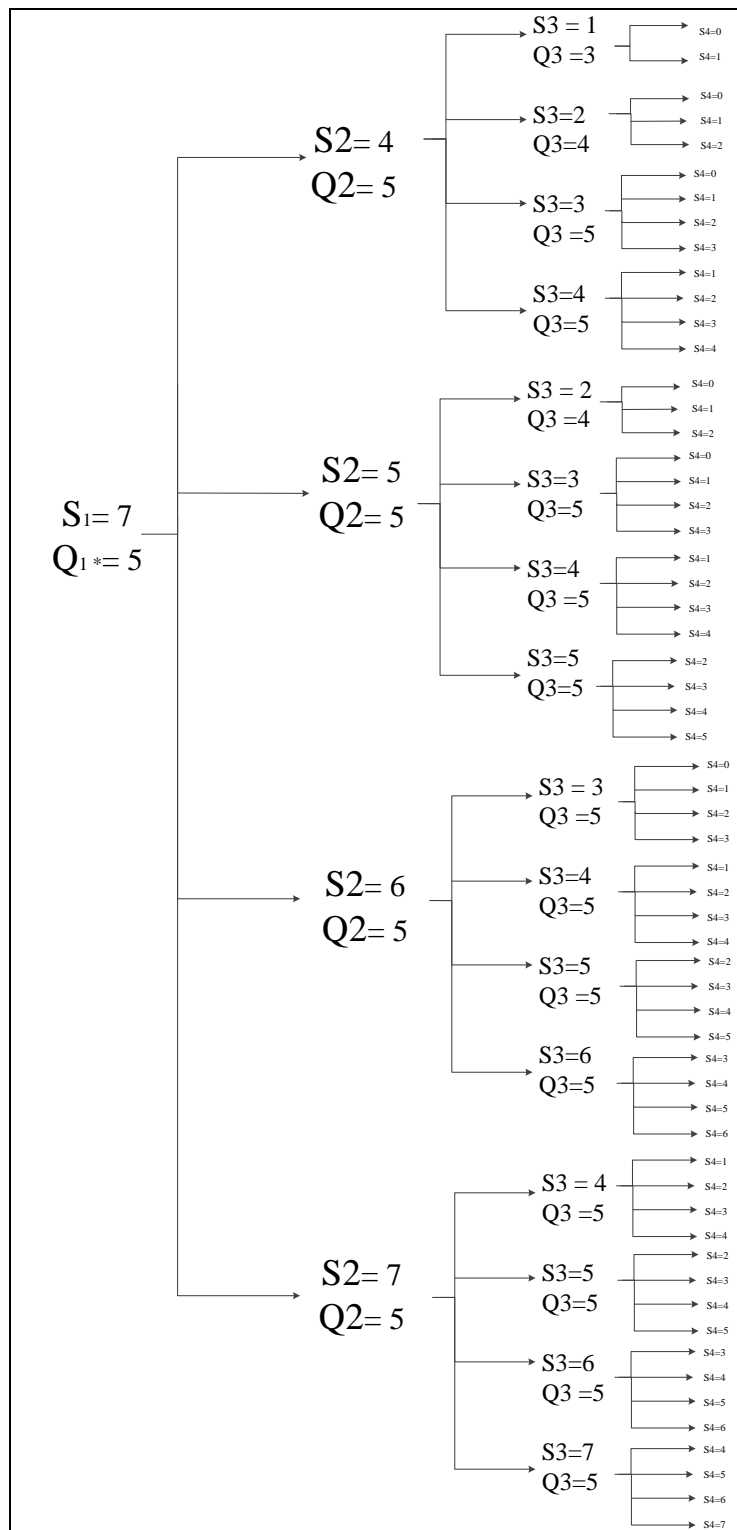 S1= 7
Q1 *= 5
S2= 4
Q2= 5
S3 = 1
Q3 =3
S4=0
S4=1
S3=2
Q3=4
S4=0
S4=1
S4=2
S3=3
Q3 =5
S4=0
S4=1
S4=2
S4=3
S3=4
Q3=5
S4=1
S4=2
S4=3
S4=4
S2= 5
Q2= 5
S3 = 2
Q3 =4
S4=0
S4=1
S4=2
S3=3
Q3=5
S4=0
S4=1
S4=2
S4=3
S3=4
Q3 =5
S4=1
S4=2
S4=3
S4=4
S3=5
Q3=5
S4=2
S4=3
S4=4
S4=5
S2= 6
Q2= 5
S3 = 3
Q3 =5
S4=0
S4=1
S4=2
S4=3
S3=4
Q3=5
S4=1
S4=2
S4=3
S4=4
S3=5
Q3 =5
S4=2
S4=3
S4=4
S4=5
S3=6
Q3=5
S4=3
S4=4
S4=5
S4=6
S2= 7
Q2= 5
S3 = 4
Q3 =5
S4=1
S4=2
S4=3
S4=4
S3=5
Q3=5
S4=2
S4=3
S4=4
S4=5
S3=6
Q3 =5
S4=3
S4=4
S4=5
S4=6
S3=7
Q3=5
S4=4
S4=5
S4=6
S4=7